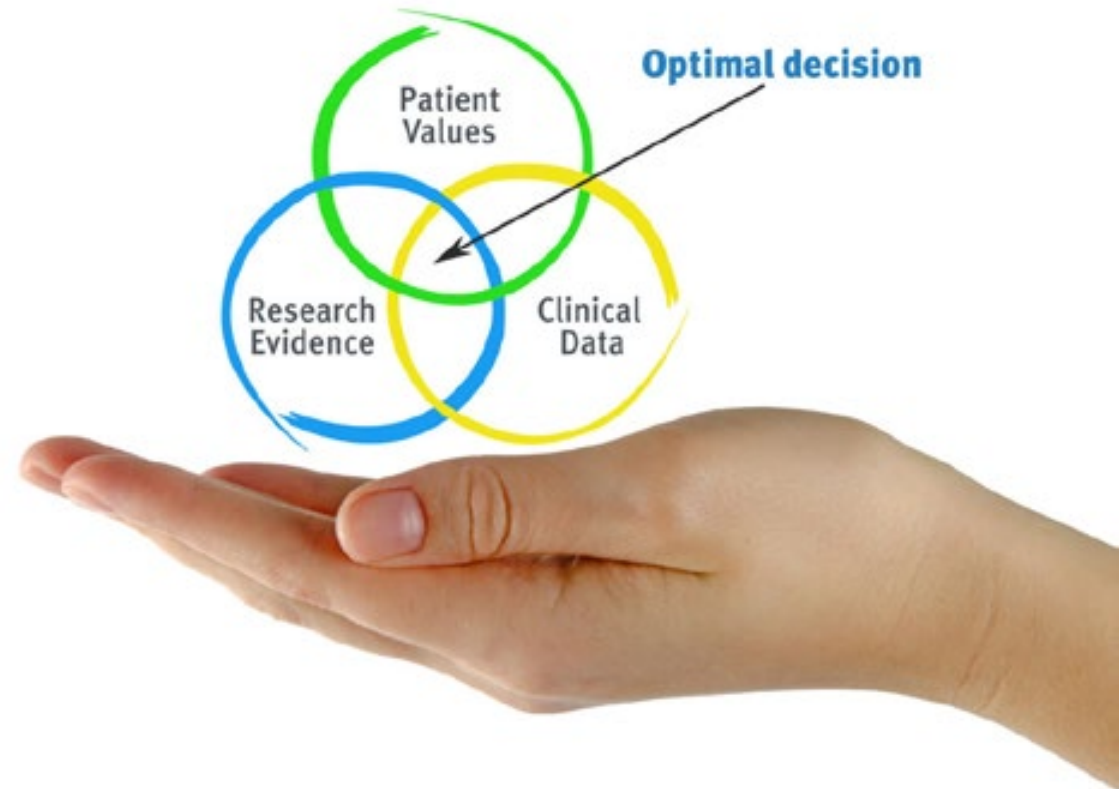 Optimal decision
Patient
Values
Research
Evidence
Clinical
Data